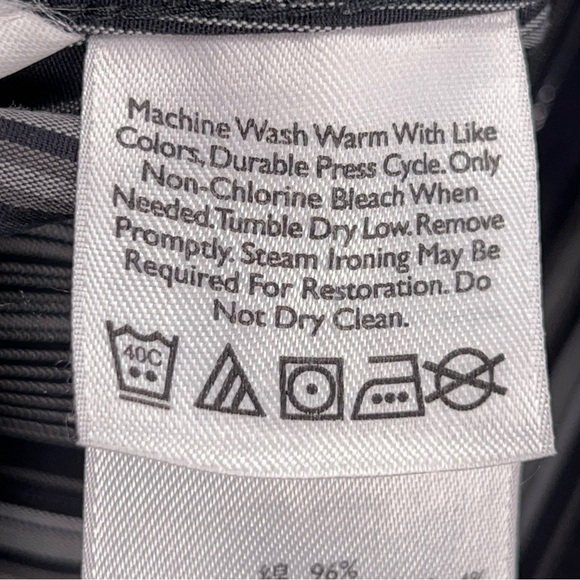 Machine Wash Warm With Like
Colors, Durable Press Cycle. Only
Non-Chlorine Bleach When
Needed. Tumble Dry Low. Remove
Promptly. Steam Ironing May Be
Required For Restoration. Do
Not Dry Clean.
40C
96%